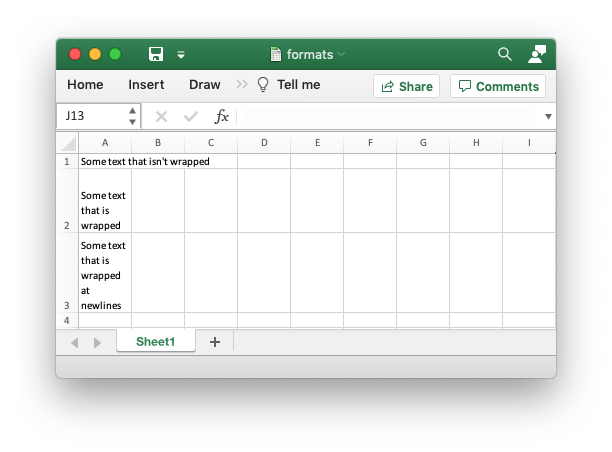 formats
Home Insert Draw Tell me Share Comments
J13 fx
A B C D E F G H I
1 Some text that isn't wrapped
Some text
that is
2 wrapped
Some text
that is
wrapped
at
3 newlines
4
Sheet1 +